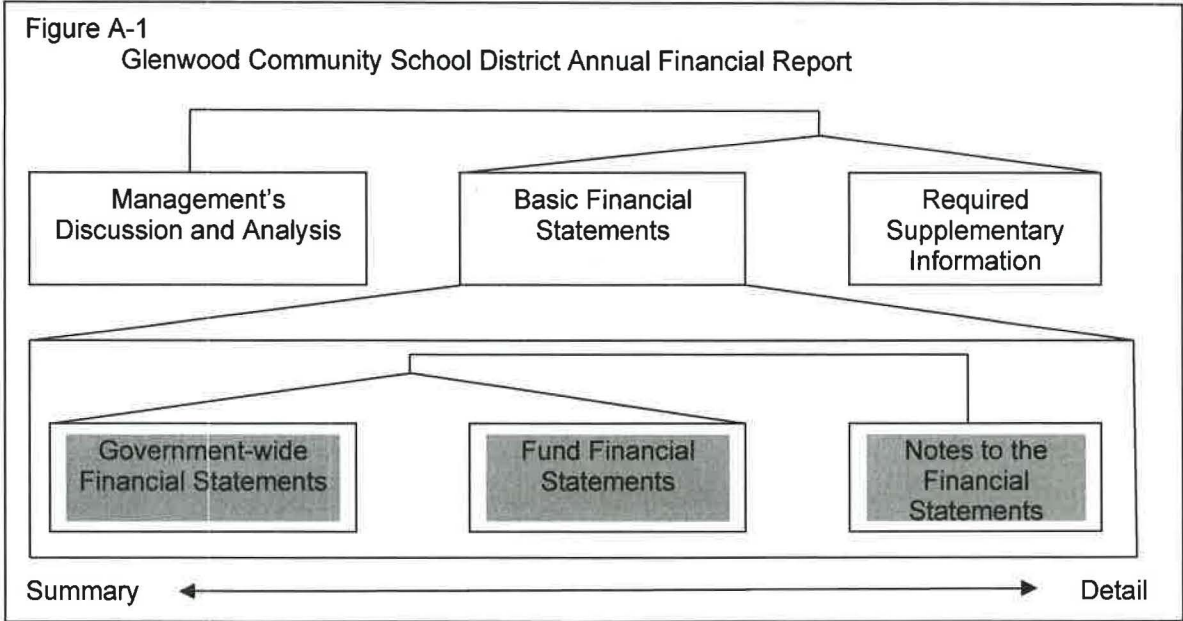 Figure A-1
Glenwood Community School District Annual Financial Report
Management's
Discussion and Analysis
Basic Financial
Statements
Required
Supplementary
Information
Government-wide
Financial Statements
Fund Financial
Statements
Notes to the
Financial
Statements
Summary
Detail